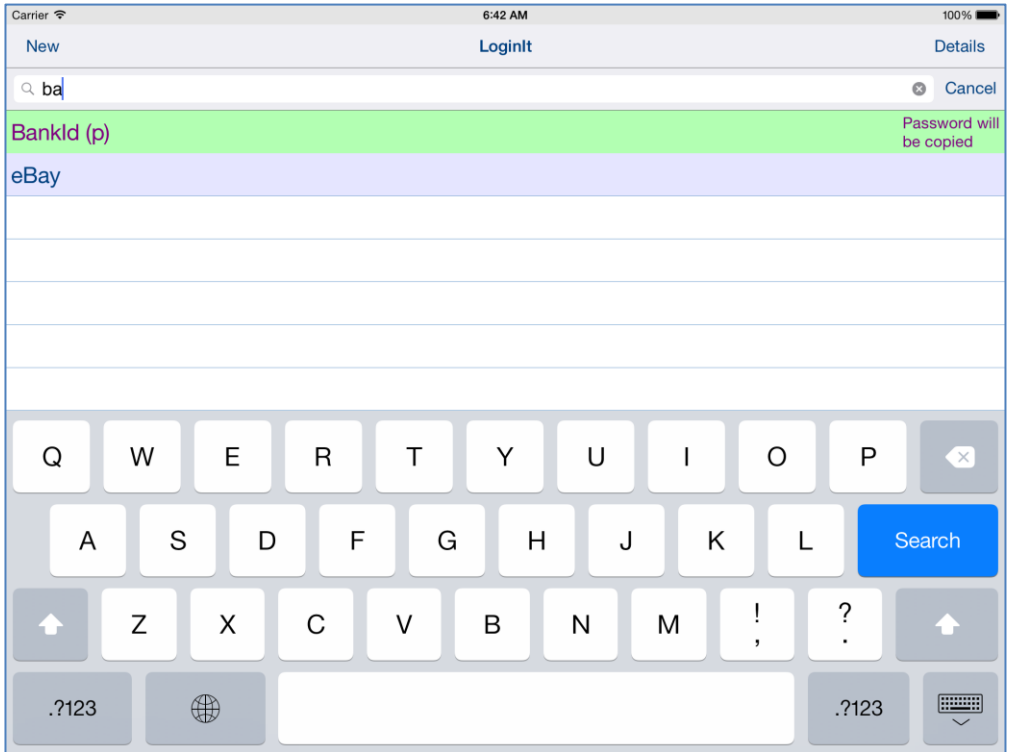 Carrier 6:42 AM 100%
New LoginIt Details
ba Cancel
BankId (p) Password will
be copied
eBay
Q W E R T Y U I O P
A S D F G H J K L Search
Z X C V B N M ! ?
, .
.?123 .?123